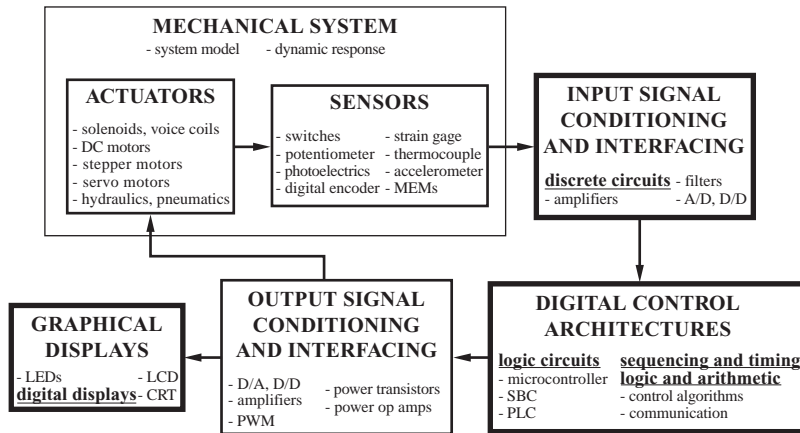 MECHANICAL SYSTEM
- system model - dynamic response
ACTUATORS
- solenoids, voice coils
- DC motors
- stepper motors
- servo motors
- hydraulics, pneumatics
SENSORS
- switches
- potentiometer
- photoelectrics
- digital encoder
- strain gage
- thermocouple
- accelerometer
- MEMs
INPUT SIGNAL
CONDITIONING
AND INTERFACING
discrete circuits
- amplifiers
- filters
- A/D, D/D
GRAPHICAL
DISPLAYS
- LEDs
digital displays
- LCD
- CRT
OUTPUT SIGNAL
CONDITIONING
AND INTERFACING
- D/A, D/D
- amplifiers
- PWM
- power transistors
- power op amps
DIGITAL CONTROL
ARCHITECTURES
logic circuits
- microcontroller
- SBC
- PLC
sequencing and timing
logic and arithmetic
- control algorithms
- communication